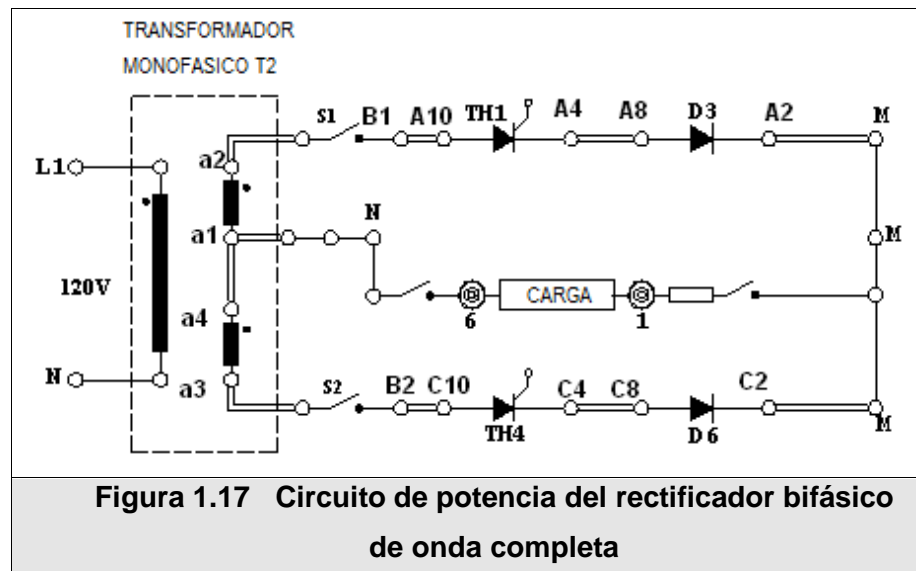 TRANSFORMADOR
MONOFASICO T2
S1 B1 A10 TH1 A4 A8 D3 A2 M
L1 a2
N
a1 M
120V
CARGA
a4 6 1
N a3 S2 B2 C10 C4 C8 C2
TH4 D6 M
Figura 1.17 Circuito de potencia del rectificador bifásico
de onda completa